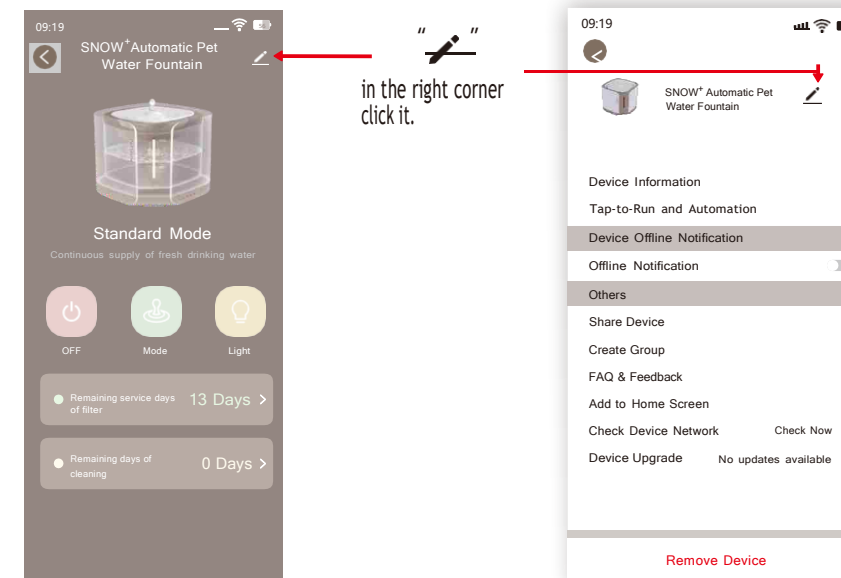 09:19
SNOW+Automatic Pet
Water Fountain
Standard Mode
Continuous supply of fresh drinking water
OFF
Mode
Light
Remaining service days
of filter
13 Days >
Remaining days of
cleaning
0 Days >
" "
in the right corner
click it.
09:19
SNOW+ Automatic Pet
Water Fountain
Device Information
Tap-to-Run and Automation
Device Offline Notification
Offline Notification
Others
Share Device
Create Group
FAQ & Feedback
Add to Home Screen
Check Device Network Check Now
Device Upgrade No updates available
Remove Device